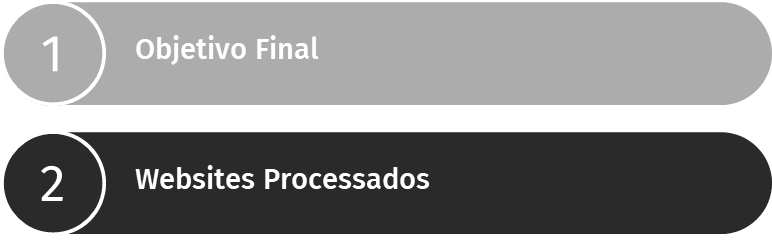 1 Objetivo Final
2 Websites Processados